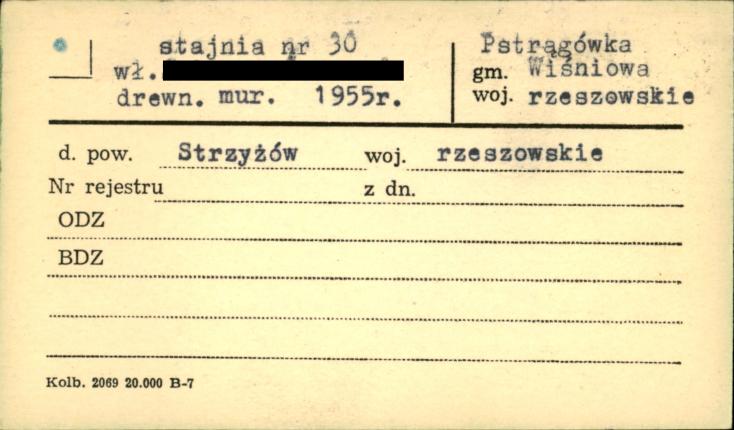 stajnia nr 30
wł.
drewn. mur. 1955r.
Pstrągówka
gm. Wiśniowa
woj. rzeszowskie
d. pow. Strzyżów woj. rzeszowskie
Nr rejestru z dn.
ODZ
BDZ
Kolb. 2069 20.000 B-7